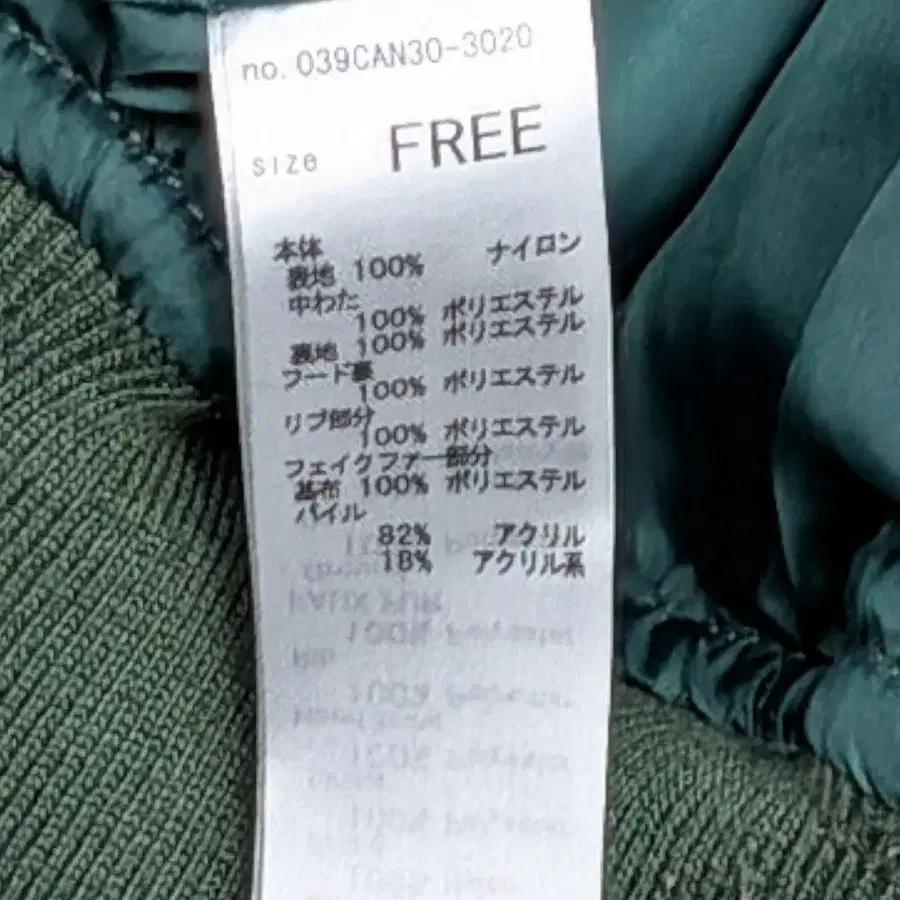 no. 039CAN30-3020
size FREE
本体
表地 100% ナイロン
中わた
100% ポリエステル
裏地 100% ポリエステル
フード裏
100% ポリエステル
リブ部分
100% ポリエステル
フェイクファー部分
基布 100% ポリエステル
パイル
82% アクリル
18% アクリル系